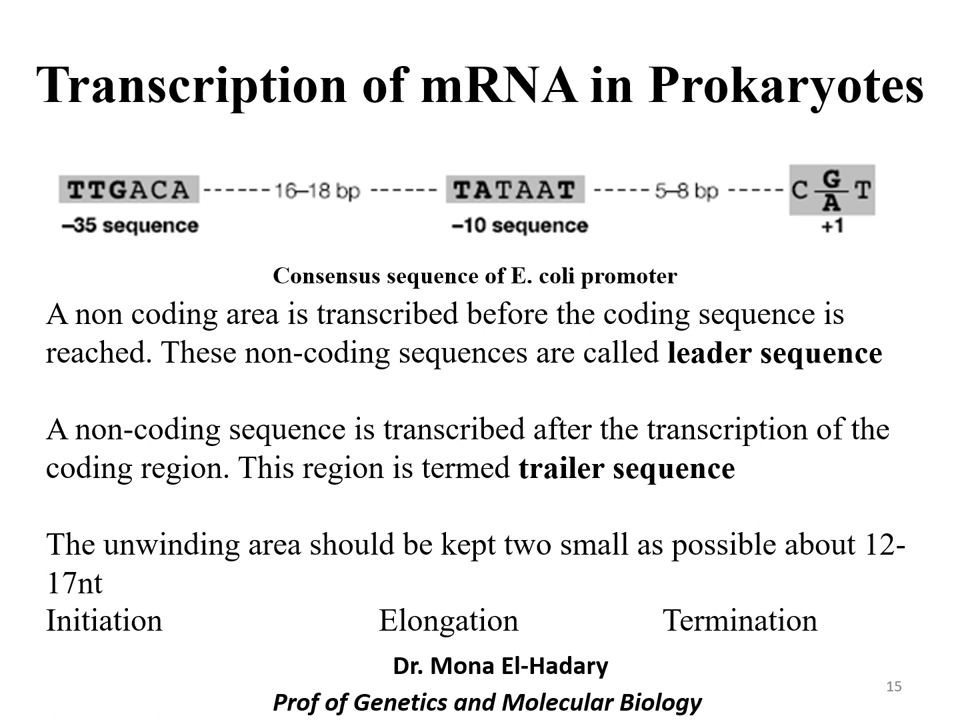 Transcription of mRNA in Prokaryotes
TTGACA ------ 16–18 bp ------ TATAAT ----- 5–8 bp ----- C G/A T
–35 sequence –10 sequence +1
Consensus sequence of E. coli promoter
A non coding area is transcribed before the coding sequence is
reached. These non-coding sequences are called leader sequence
A non-coding sequence is transcribed after the transcription of the
coding region. This region is termed trailer sequence
The unwinding area should be kept two small as possible about 12-
17nt
Initiation Elongation Termination
Dr. Mona El-Hadary
Prof of Genetics and Molecular Biology
15